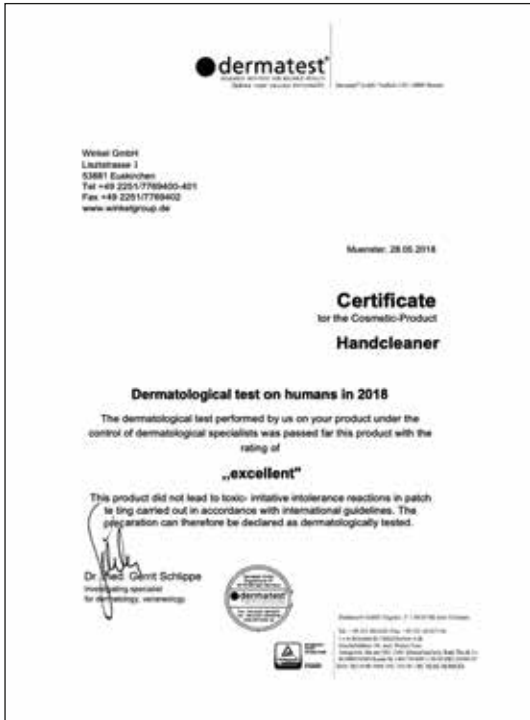 dermatest®
Winkel GmbH
Lisztstrasse 1
53881 Euskirchen
Tel +49 2251/7769400-401
Fax +49 2251/7769402
www.winkelgroup.de
Muenster, 28.05.2018
Certificate
for the Cosmetic-Product
Handcleaner
Dermatological test on humans in 2018
The dermatological test performed by us on your product under the
control of dermatological specialists was passed far this product with the
rating of
„excellent"
This product did not lead to toxic- irritative intolerance reactions in patch
te ting carried out in accordance with international guidelines. The
preparation can therefore be declared as dermatologically tested.
Dr. med. Gerrit Schlippe
Investigating specialist
for dermatology, venereology
dermatest